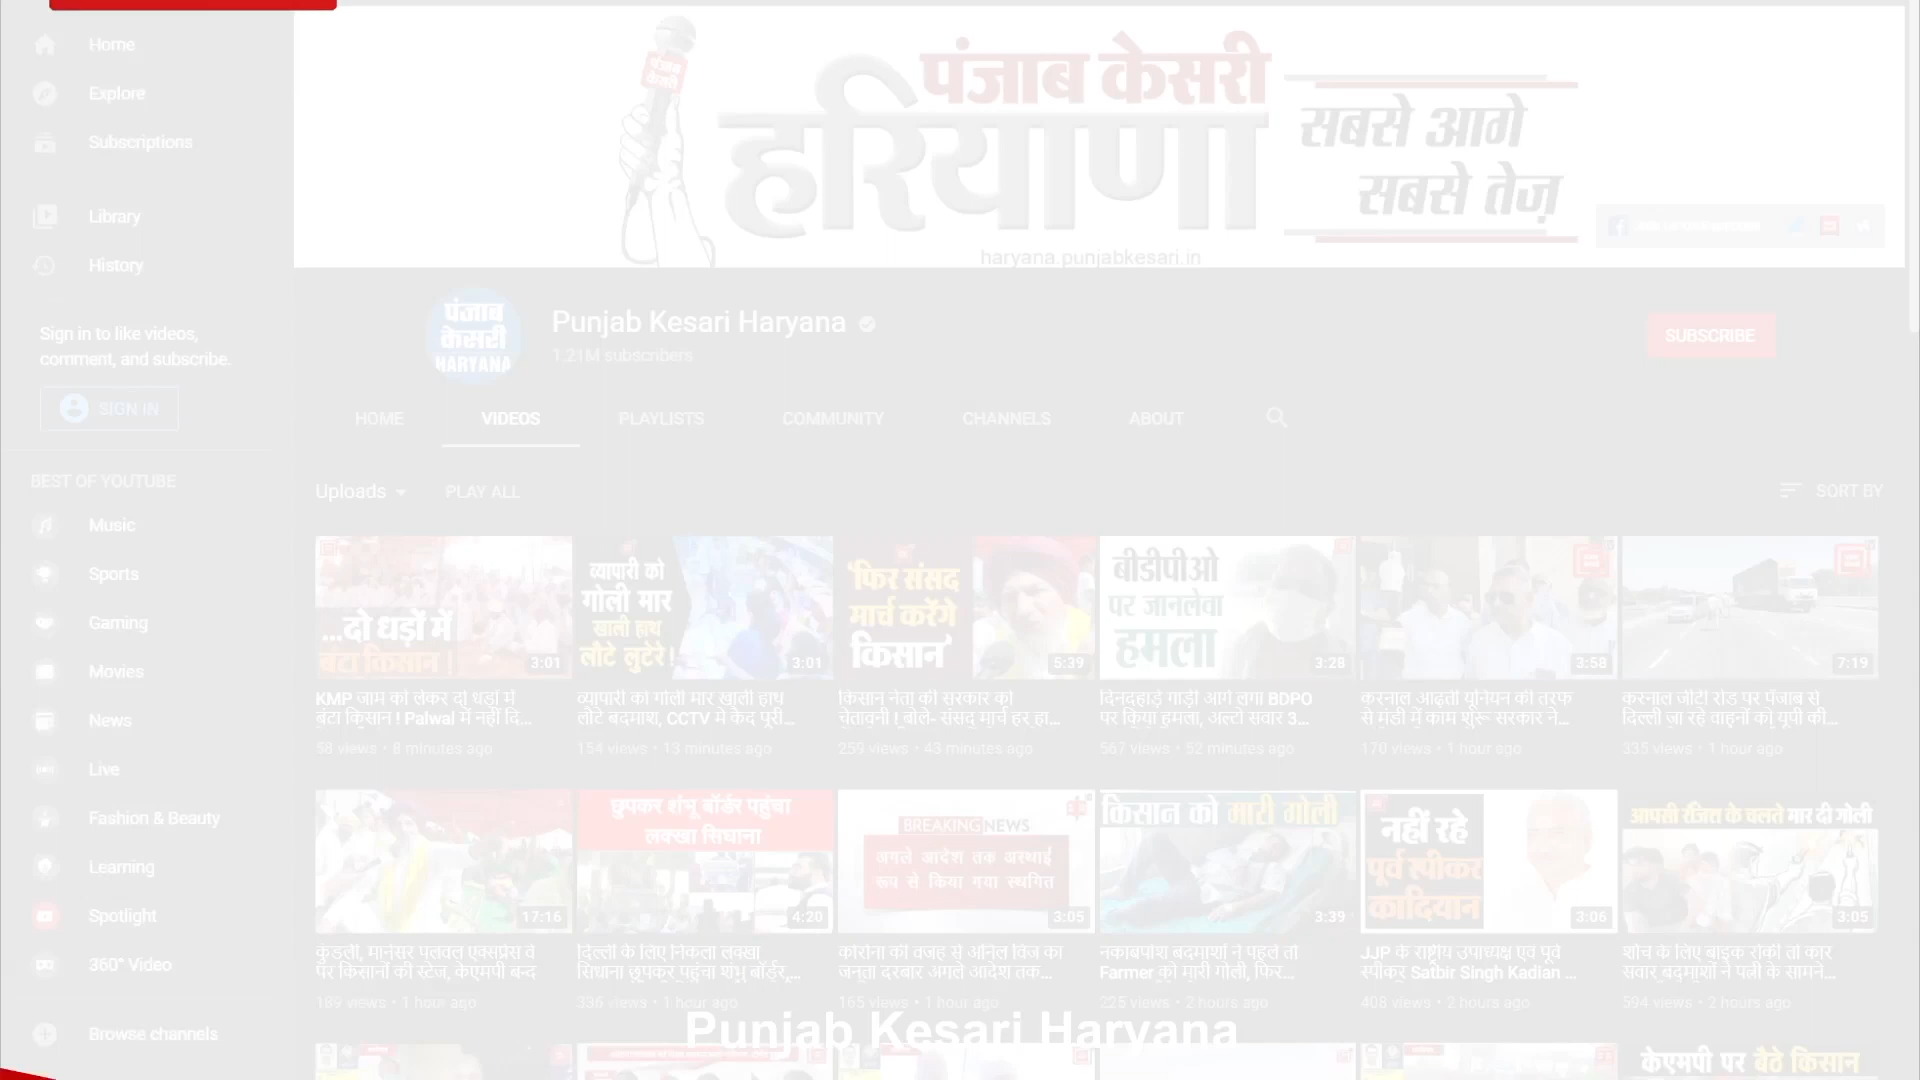 Home
Explore
Subscriptions
Library
History
Sign in to like videos,
comment, and subscribe.
SIGN IN
BEST OF YOUTUBE
Music
Sports
Gaming
Movies
News
Live
Fashion & Beauty
Learning
Spotlight
360° Video
Browse channels
पंजाब केसरी
हरियाणा
सबसे आगे
सबसे तेज़
haryana.punjabkesari.in
पंजाब
केसरी
HARYANA
Punjab Kesari Haryana
1.21M subscribers
SUBSCRIBE
HOME VIDEOS PLAYLISTS COMMUNITY CHANNELS ABOUT
Uploads PLAY ALL SORT BY
...दो धड़ों में
बंटा किसान !
3:01
व्यापारी को
गोली मार
खाली हाथ
लौटे लुटेरे !
3:01
'फिर संसद
मार्च करेंगे
किसान'
5:39
बीडीपीओ
पर जानलेवा
हमला
3:28
3:58
7:19
KMP जाम को लेकर दो धड़ों में
बंटा किसान ! Palwal में नहीं दि...
58 views • 8 minutes ago
व्यापारी को गोली मार खाली हाथ
लौटे बदमाश, CCTV में कैद पूरी...
154 views • 13 minutes ago
किसान नेता की सरकार को
चेतावनी ! बोले- संसद मार्च हर हा...
259 views • 43 minutes ago
दिनदहाड़े गाड़ी आगे लगा BDPO
पर किया हमला, अल्टो सवार 3...
567 views • 52 minutes ago
करनाल आढ़ती यूनियन की तरफ
से मंडी में काम शुरू सरकार ने...
170 views • 1 hour ago
करनाल जीटी रोड पर पंजाब से
दिल्ली जा रहे वाहनों को यूपी की...
335 views • 1 hour ago
17:16
छुपकर शंभू बॉर्डर पहुंचा
लक्खा सिधाना
4:20
BREAKING NEWS
अगले आदेश तक अस्थाई
रूप से किया गया स्थगित
3:05
किसान को मारी गोली
3:39
नहीं रहे
पूर्व स्पीकर
कादियान
3:06
आपसी रंजिश के चलते मार दी गोली
3:05
कुंडली, मानेसर पलवल एक्सप्रेस वे
पर किसानों की स्टेज, केएमपी बन्द
189 views • 1 hour ago
दिल्ली के लिए निकला लक्खा
सिधाना छुपकर पहुंचा शंभू बॉर्डर,...
336 views • 1 hour ago
कोरोना की वजह से अनिल विज का
जनता दरबार अगले आदेश तक...
165 views • 1 hour ago
नकाबपोश बदमाशों ने पहले तो
Farmer को मारी गोली, फिर...
225 views • 2 hours ago
JJP के राष्ट्रीय उपाध्यक्ष एवं पूर्व
स्पीकर Satbir Singh Kadian ...
408 views • 2 hours ago
शौच के लिए बाइक रोकी तो कार
सवार बदमाशों ने पत्नी के सामने...
594 views • 2 hours ago
Punjab Kesari Haryana
केएमपी पर बैठे किसान